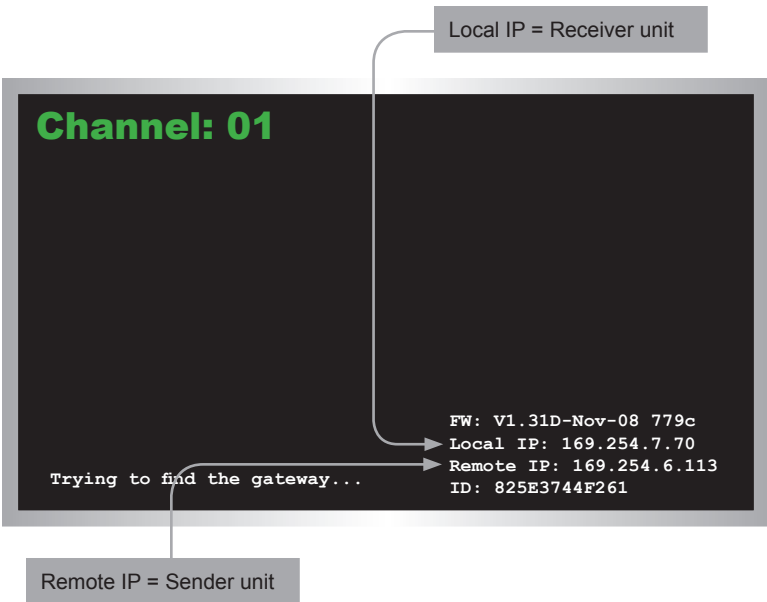 Local IP = Receiver unit
Channel: 01
FW: V1.31D-Nov-08 779c
Local IP: 169.254.7.70
Remote IP: 169.254.6.113
ID: 825E3744F261
Trying to find the gateway...
Remote IP = Sender unit